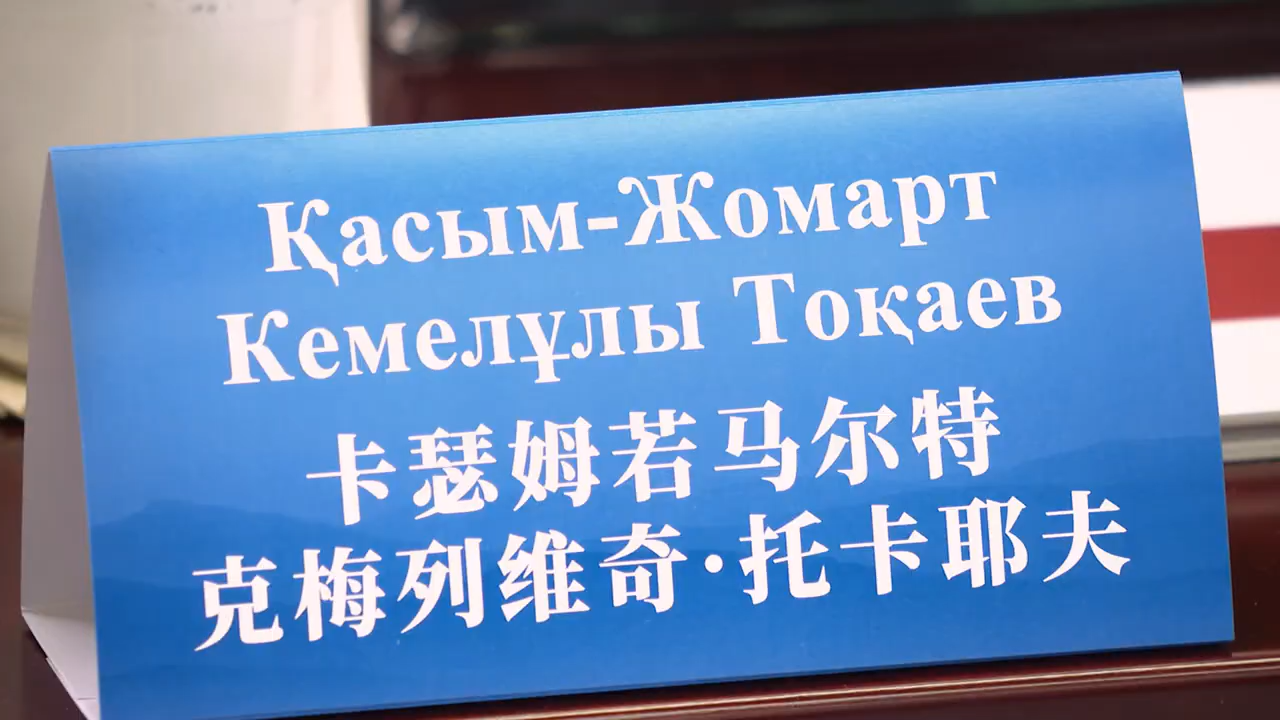 Қасым-Жомарт
Кемелұлы Тоқаев
卡瑟姆若马尔特
克梅列维奇·托卡耶夫